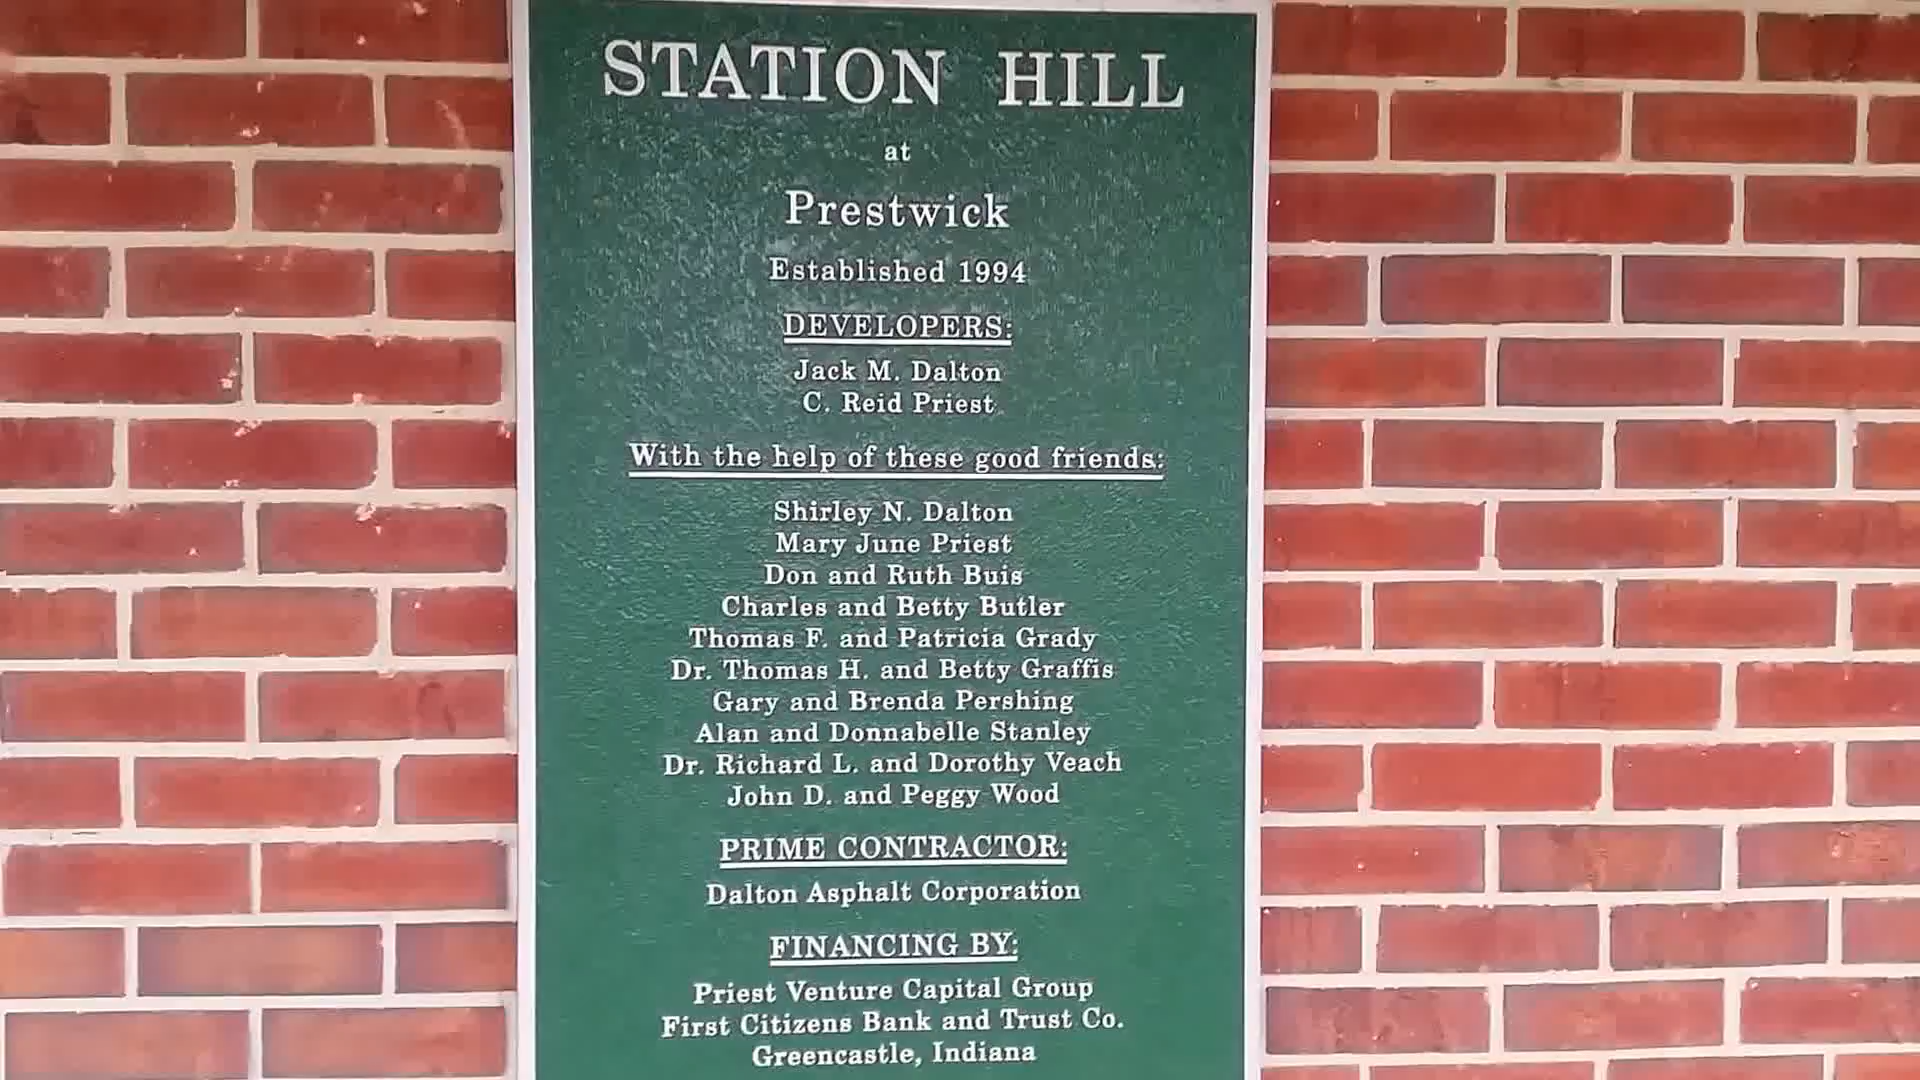 STATION HILL
at
Prestwick
Established 1994
DEVELOPERS:
Jack M. Dalton
C. Reid Priest
With the help of these good friends:
Shirley N. Dalton
Mary June Priest
Don and Ruth Buis
Charles and Betty Butler
Thomas F. and Patricia Grady
Dr. Thomas H. and Betty Graffis
Gary and Brenda Pershing
Alan and Donnabelle Stanley
Dr. Richard L. and Dorothy Veach
John D. and Peggy Wood
PRIME CONTRACTOR:
Dalton Asphalt Corporation
FINANCING BY:
Priest Venture Capital Group
First Citizens Bank and Trust Co.
Greencastle, Indiana